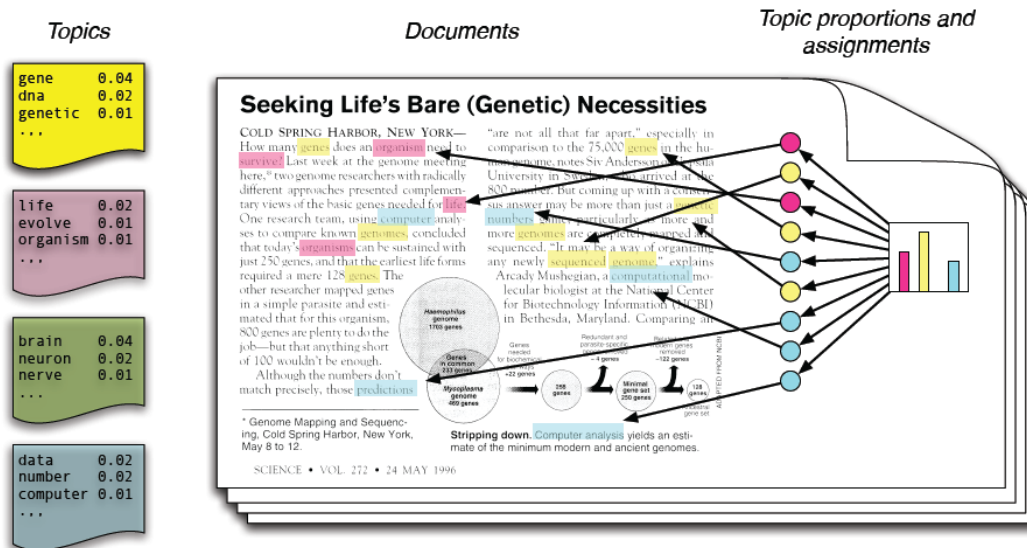 Topics
gene 0.04
dna 0.02
genetic 0.01
...
life 0.02
evolve 0.01
organism 0.01
...
brain 0.04
neuron 0.02
nerve 0.01
...
data 0.02
number 0.02
computer 0.01
...
Documents
Seeking Life's Bare (Genetic) Necessities
COLD SPRING HARBOR, NEW YORK—
How many genes does an organism need to
survive? Last week at the genome meeting
here,* two genome researchers with radically
different approaches presented complemen-
tary views of the basic genes needed for life.
One research team, using computer analy-
ses to compare known genomes, concluded
that today's organisms can be sustained with
just 250 genes, and that the earliest life forms
required a mere 128 genes. The
other researcher mapped genes
in a simple parasite and esti-
mated that for this organism,
800 genes are plenty to do the
job—but that anything short
of 100 wouldn't be enough.
Although the numbers don't
match precisely, those predictions
* Genome Mapping and Sequenc-
ing, Cold Spring Harbor, New York,
May 8 to 12.
"are not all that far apart," especially in
comparison to the 75,000 genes in the hu-
man genome, notes Siv Andersson
University in Sweden, who arrived at the
800 number. But coming up with a consen-
sus answer may be more than just a genetic
numbers particularly as more and
more genomes are completely mapped and
sequenced. "It may be a way of organizing
any newly sequenced genome," explains
Arcady Mushegian, a computational mo-
lecular biologist at the National Center
for Biotechnology Information (NCBI)
in Bethesda, Maryland. Comparing an
Haemophilus
genome
1703 genes
Genes
in common
233 genes
Mycoplasma
genome
469 genes
Genes
needed
for biochemical
+22 genes
256
genes
Redundant and
parasite-specific
removed
– 4 genes
Minimal
gene set
250 genes
modern genes
removed
–122 genes
128
genes
gene set
ADAPTED FROM NCBI
Stripping down. Computer analysis yields an esti-
mate of the minimum modern and ancient genomes.
SCIENCE • VOL. 272 • 24 MAY 1996
Topic proportions and
assignments